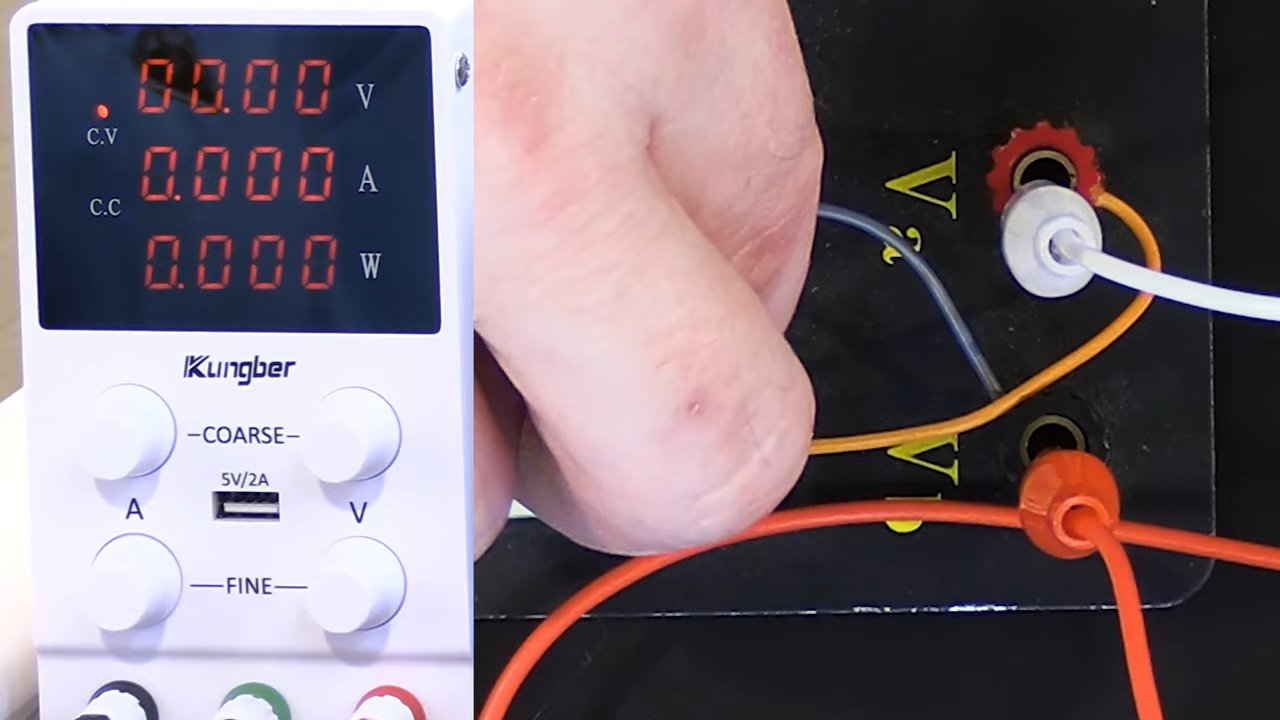 00.00 V
C.V
0.000 A
C.C
0.000 W
Kungber
COARSE
5V/2A
A V
FINE
V
V